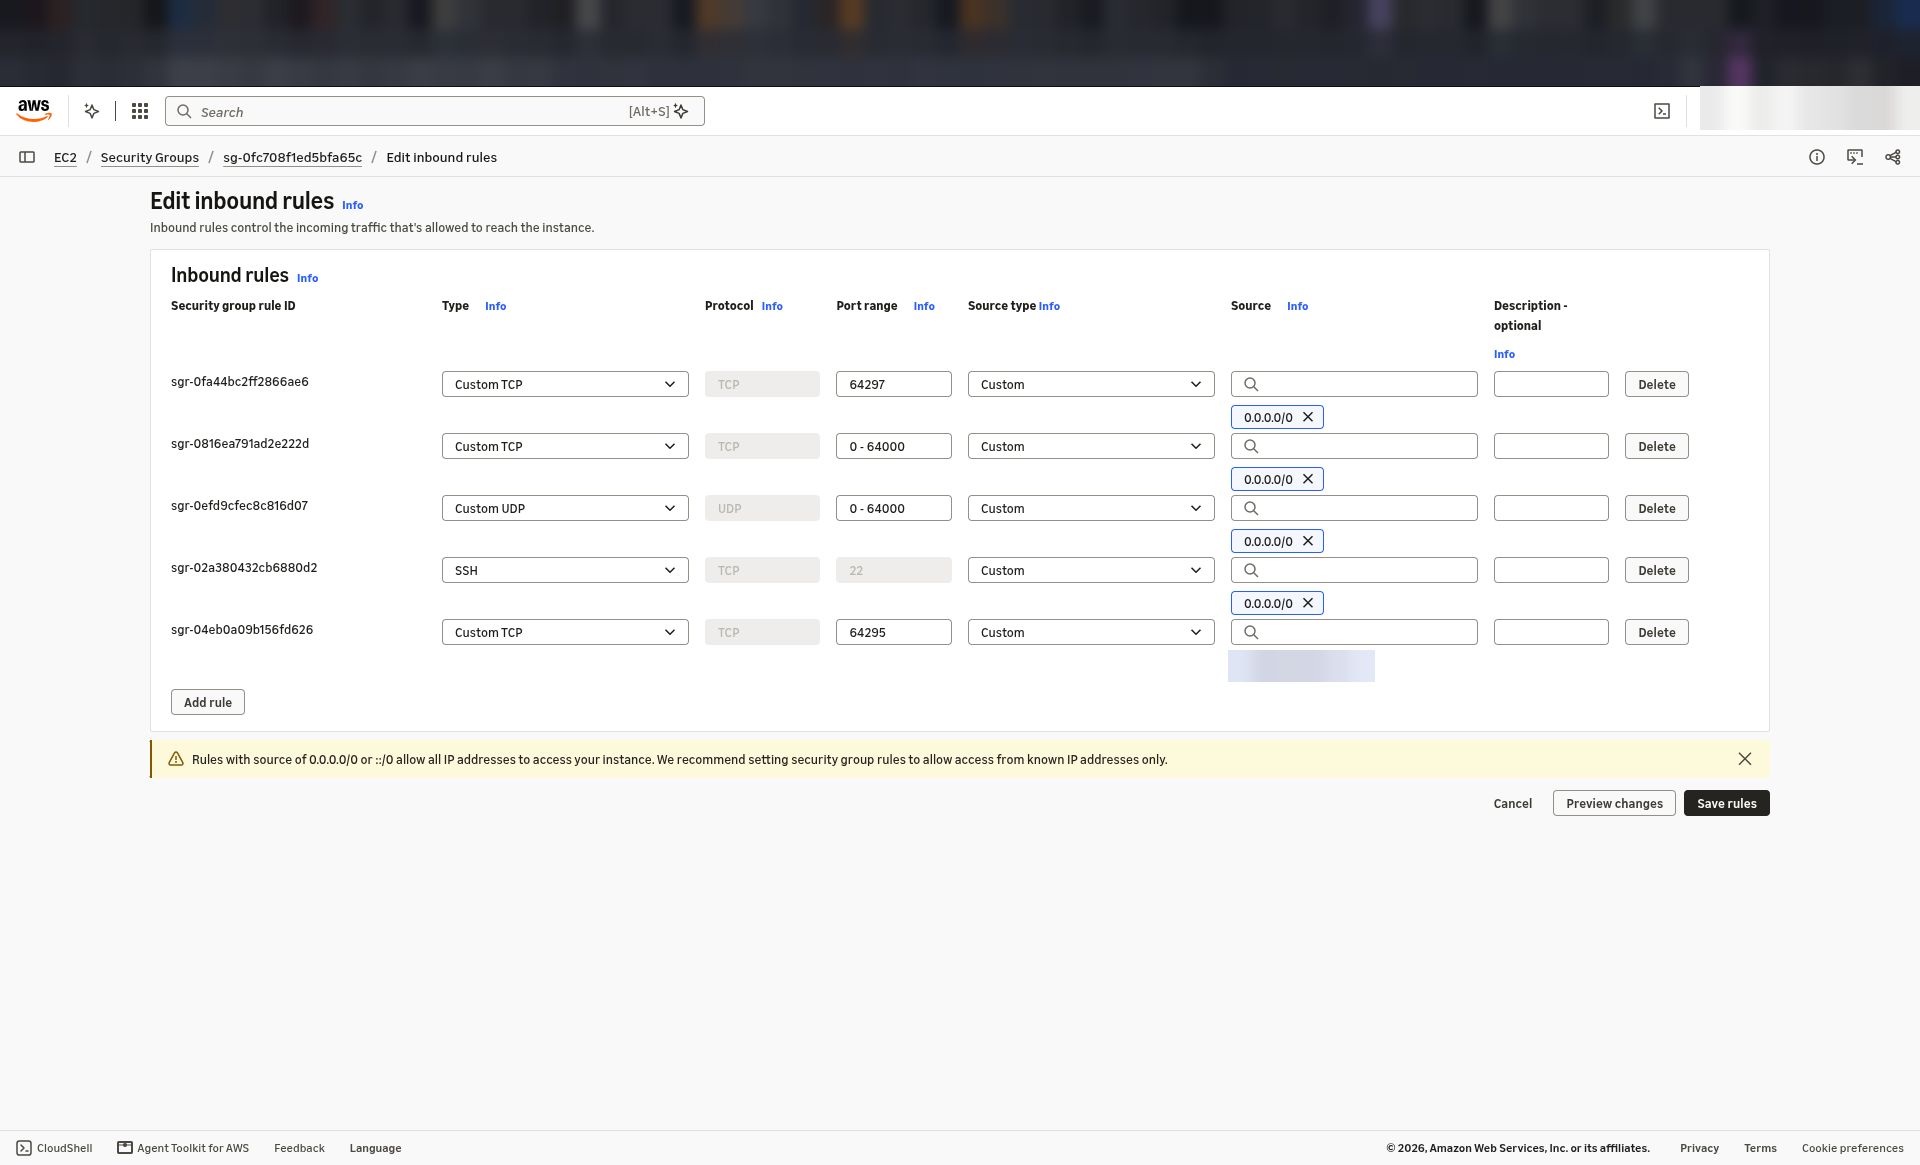 aws
Search [Alt+S]
EC2 / Security Groups / sg-0fc708f1ed5bfa65c / Edit inbound rules
Edit inbound rules Info
Inbound rules control the incoming traffic that's allowed to reach the instance.
Inbound rules Info
Security group rule ID Type Info Protocol Info Port range Info Source type Info Source Info Description - optional Info
sgr-0fa44bc2ff2866ae6 Custom TCP TCP 64297 Custom Delete
0.0.0.0/0
sgr-0816ea791ad2e222d Custom TCP TCP 0 - 64000 Custom Delete
0.0.0.0/0
sgr-0efd9cfec8c816d07 Custom UDP UDP 0 - 64000 Custom Delete
0.0.0.0/0
sgr-02a380432cb6880d2 SSH TCP 22 Custom Delete
0.0.0.0/0
sgr-04eb0a09b156fd626 Custom TCP TCP 64295 Custom Delete
Add rule
Rules with source of 0.0.0.0/0 or ::/0 allow all IP addresses to access your instance. We recommend setting security group rules to allow access from known IP addresses only.
Cancel Preview changes Save rules
CloudShell Agent Toolkit for AWS Feedback Language © 2026, Amazon Web Services, Inc. or its affiliates. Privacy Terms Cookie preferences